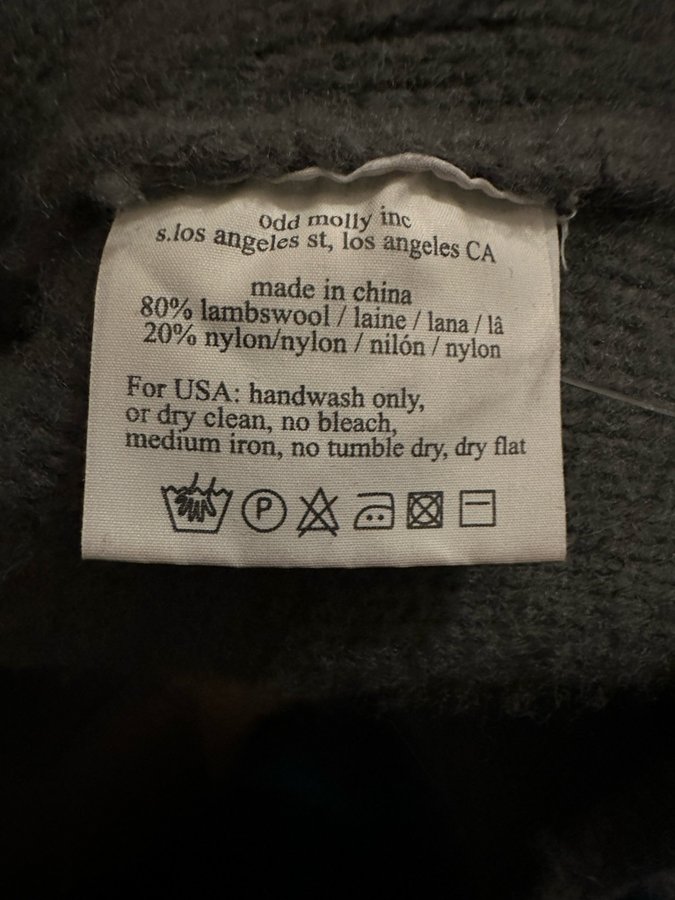 odd molly inc
s.los angeles st, los angeles CA
made in china
80% lambswool / laine / lana / lã
20% nylon/nylon / nilón / nylon
For USA: handwash only,
or dry clean, no bleach,
medium iron, no tumble dry, dry flat
P